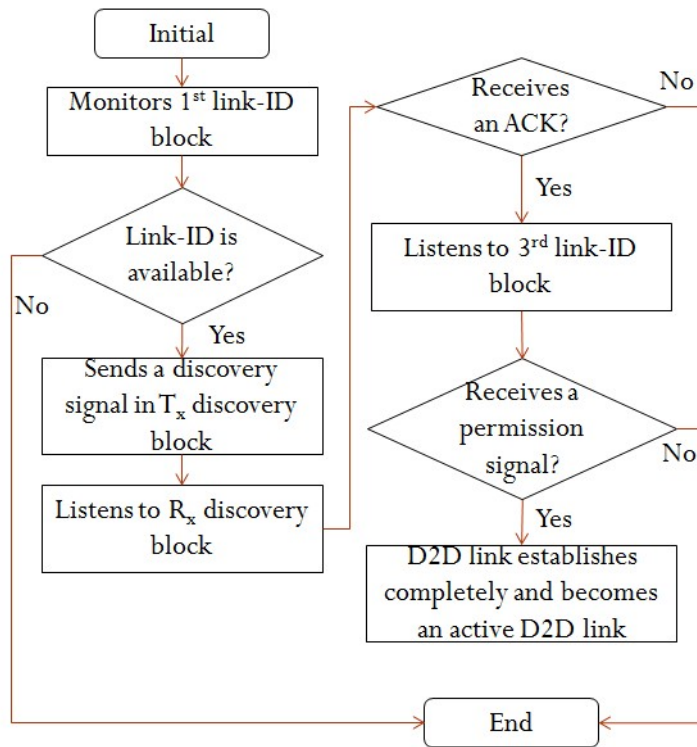 Initial
Monitors 1st link-ID
block
Link-ID is
available?
No
Yes
Sends a discovery
signal in Tx discovery
block
Listens to Rx discovery
block
Receives
an ACK?
No
Yes
Listens to 3rd link-ID
block
Receives a
permission
signal?
No
Yes
D2D link establishes
completely and becomes
an active D2D link
End